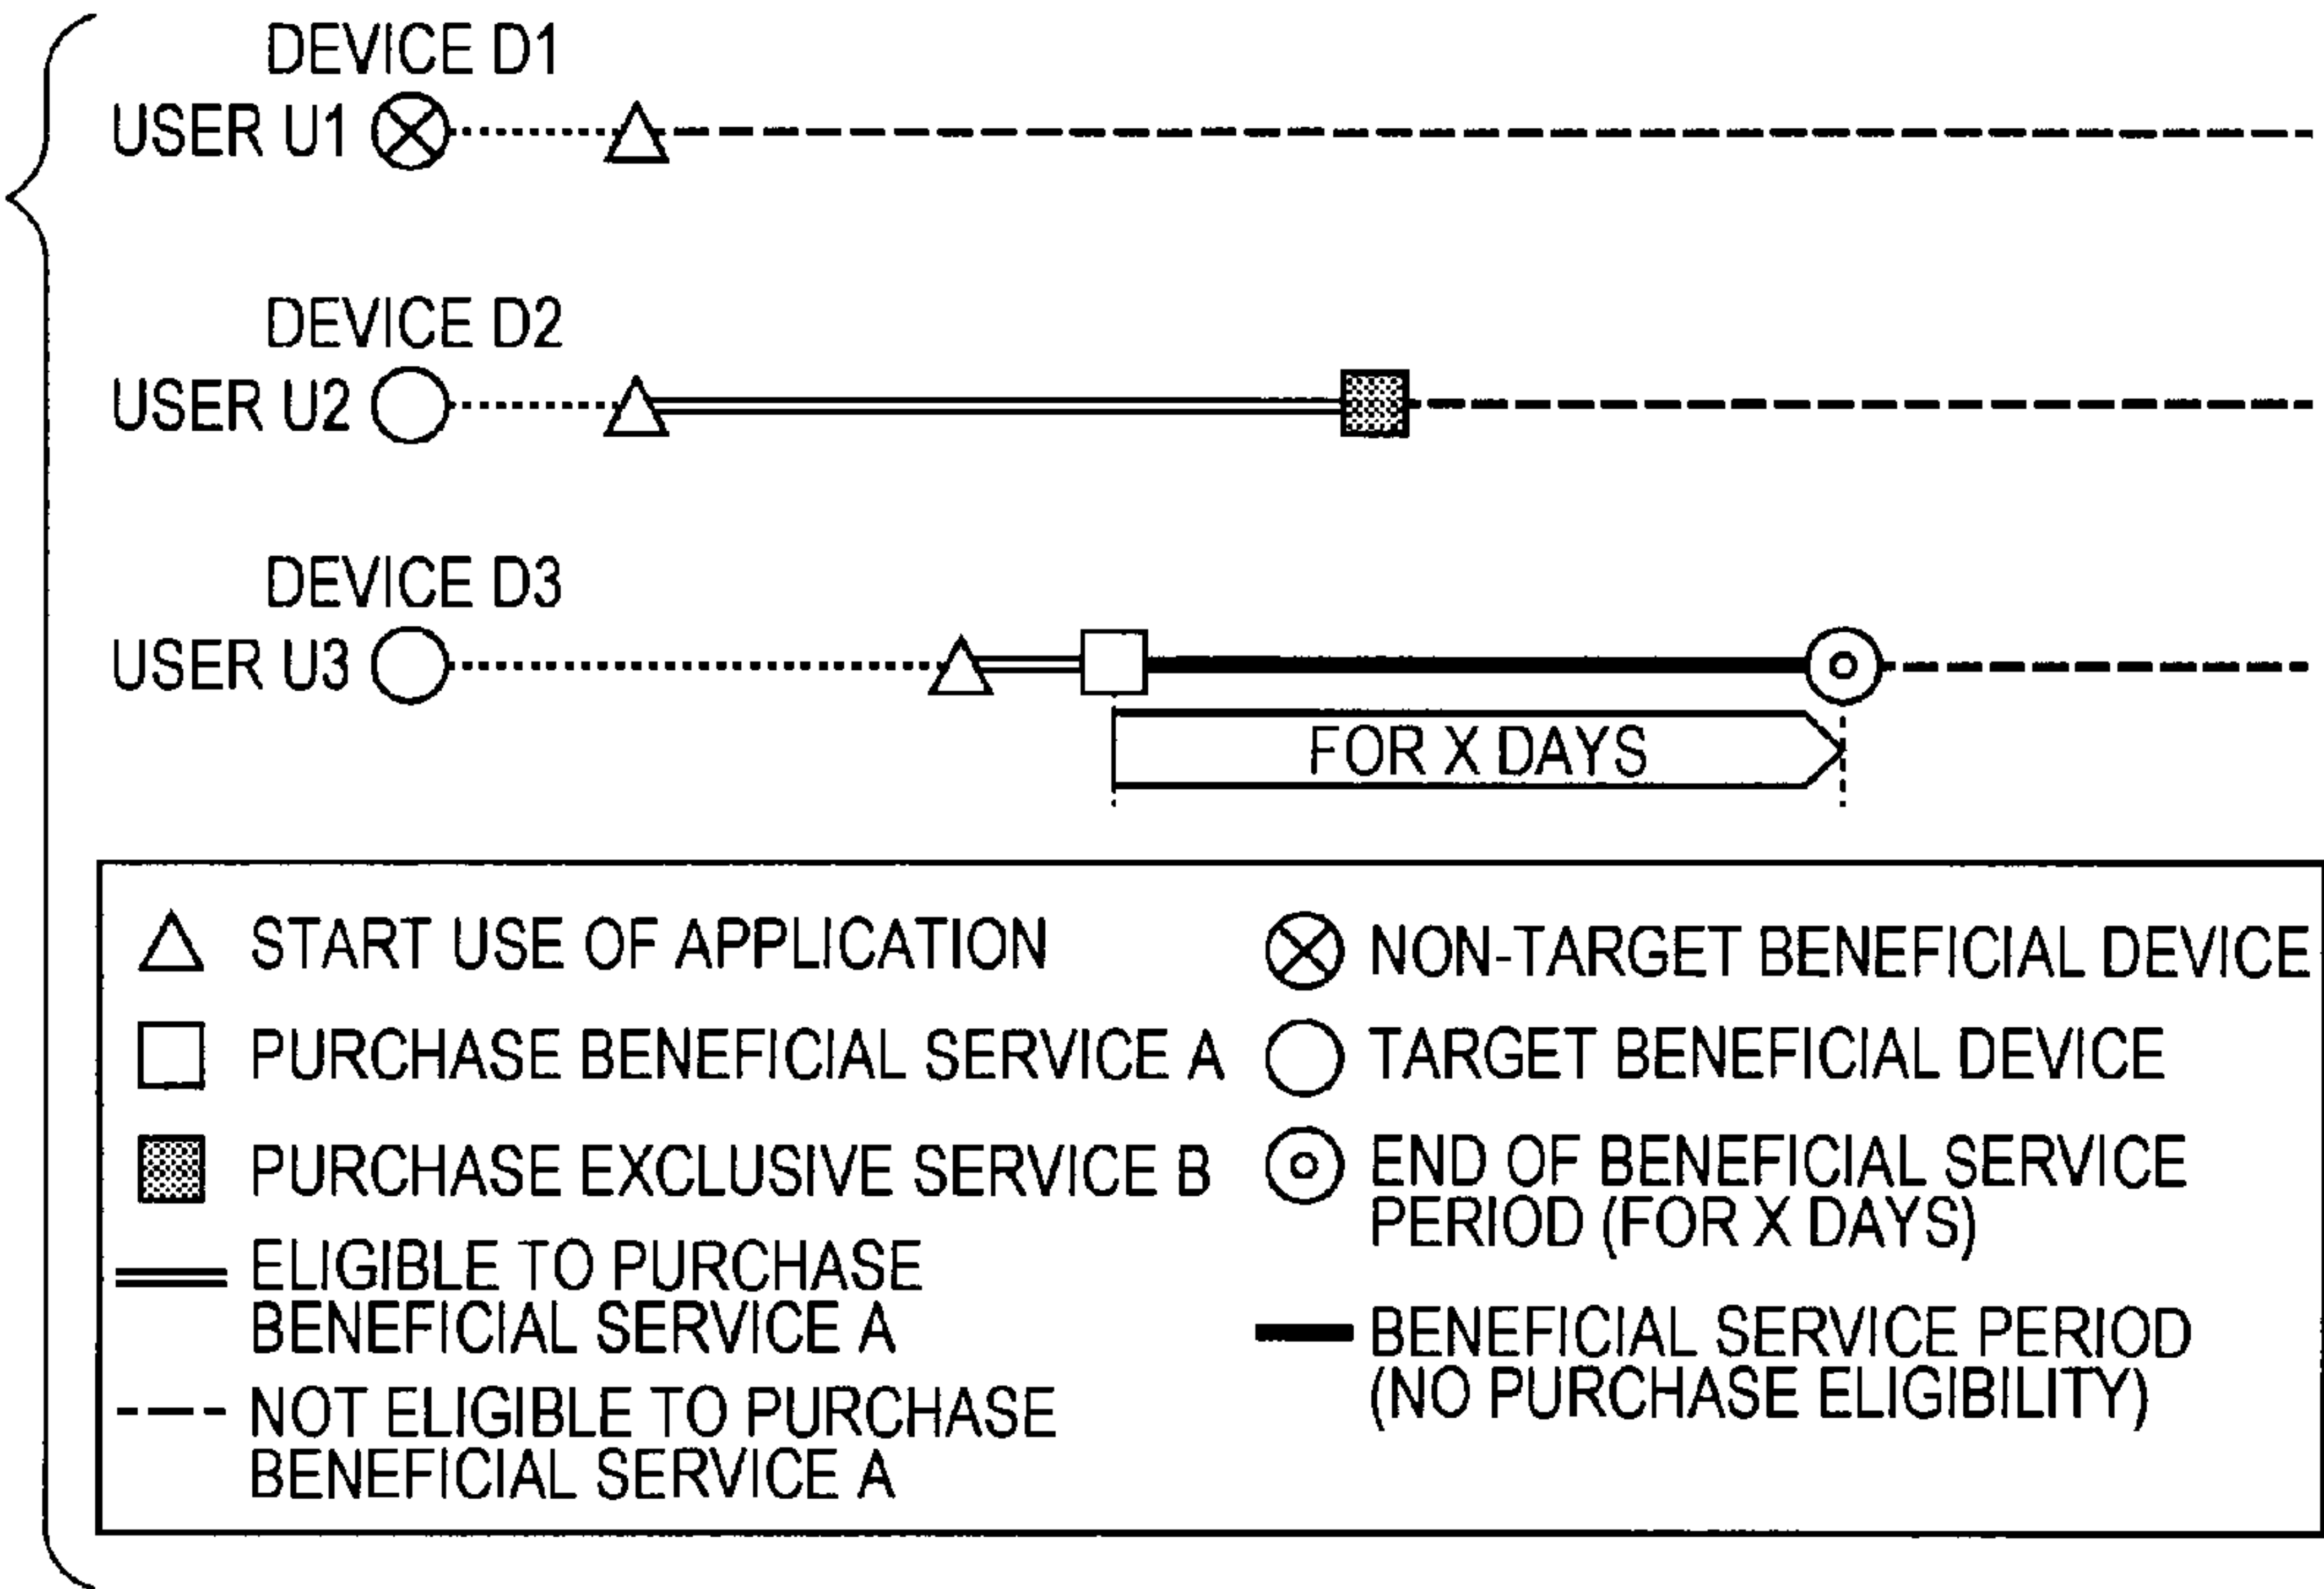 DEVICE D1
USER U1
DEVICE D2
USER U2
DEVICE D3
USER U3
FOR X DAYS
START USE OF APPLICATION
PURCHASE BENEFICIAL SERVICE A
PURCHASE EXCLUSIVE SERVICE B
ELIGIBLE TO PURCHASE
BENEFICIAL SERVICE A
NOT ELIGIBLE TO PURCHASE
BENEFICIAL SERVICE A
NON-TARGET BENEFICIAL DEVICE
TARGET BENEFICIAL DEVICE
END OF BENEFICIAL SERVICE
PERIOD (FOR X DAYS)
BENEFICIAL SERVICE PERIOD
(NO PURCHASE ELIGIBILITY)